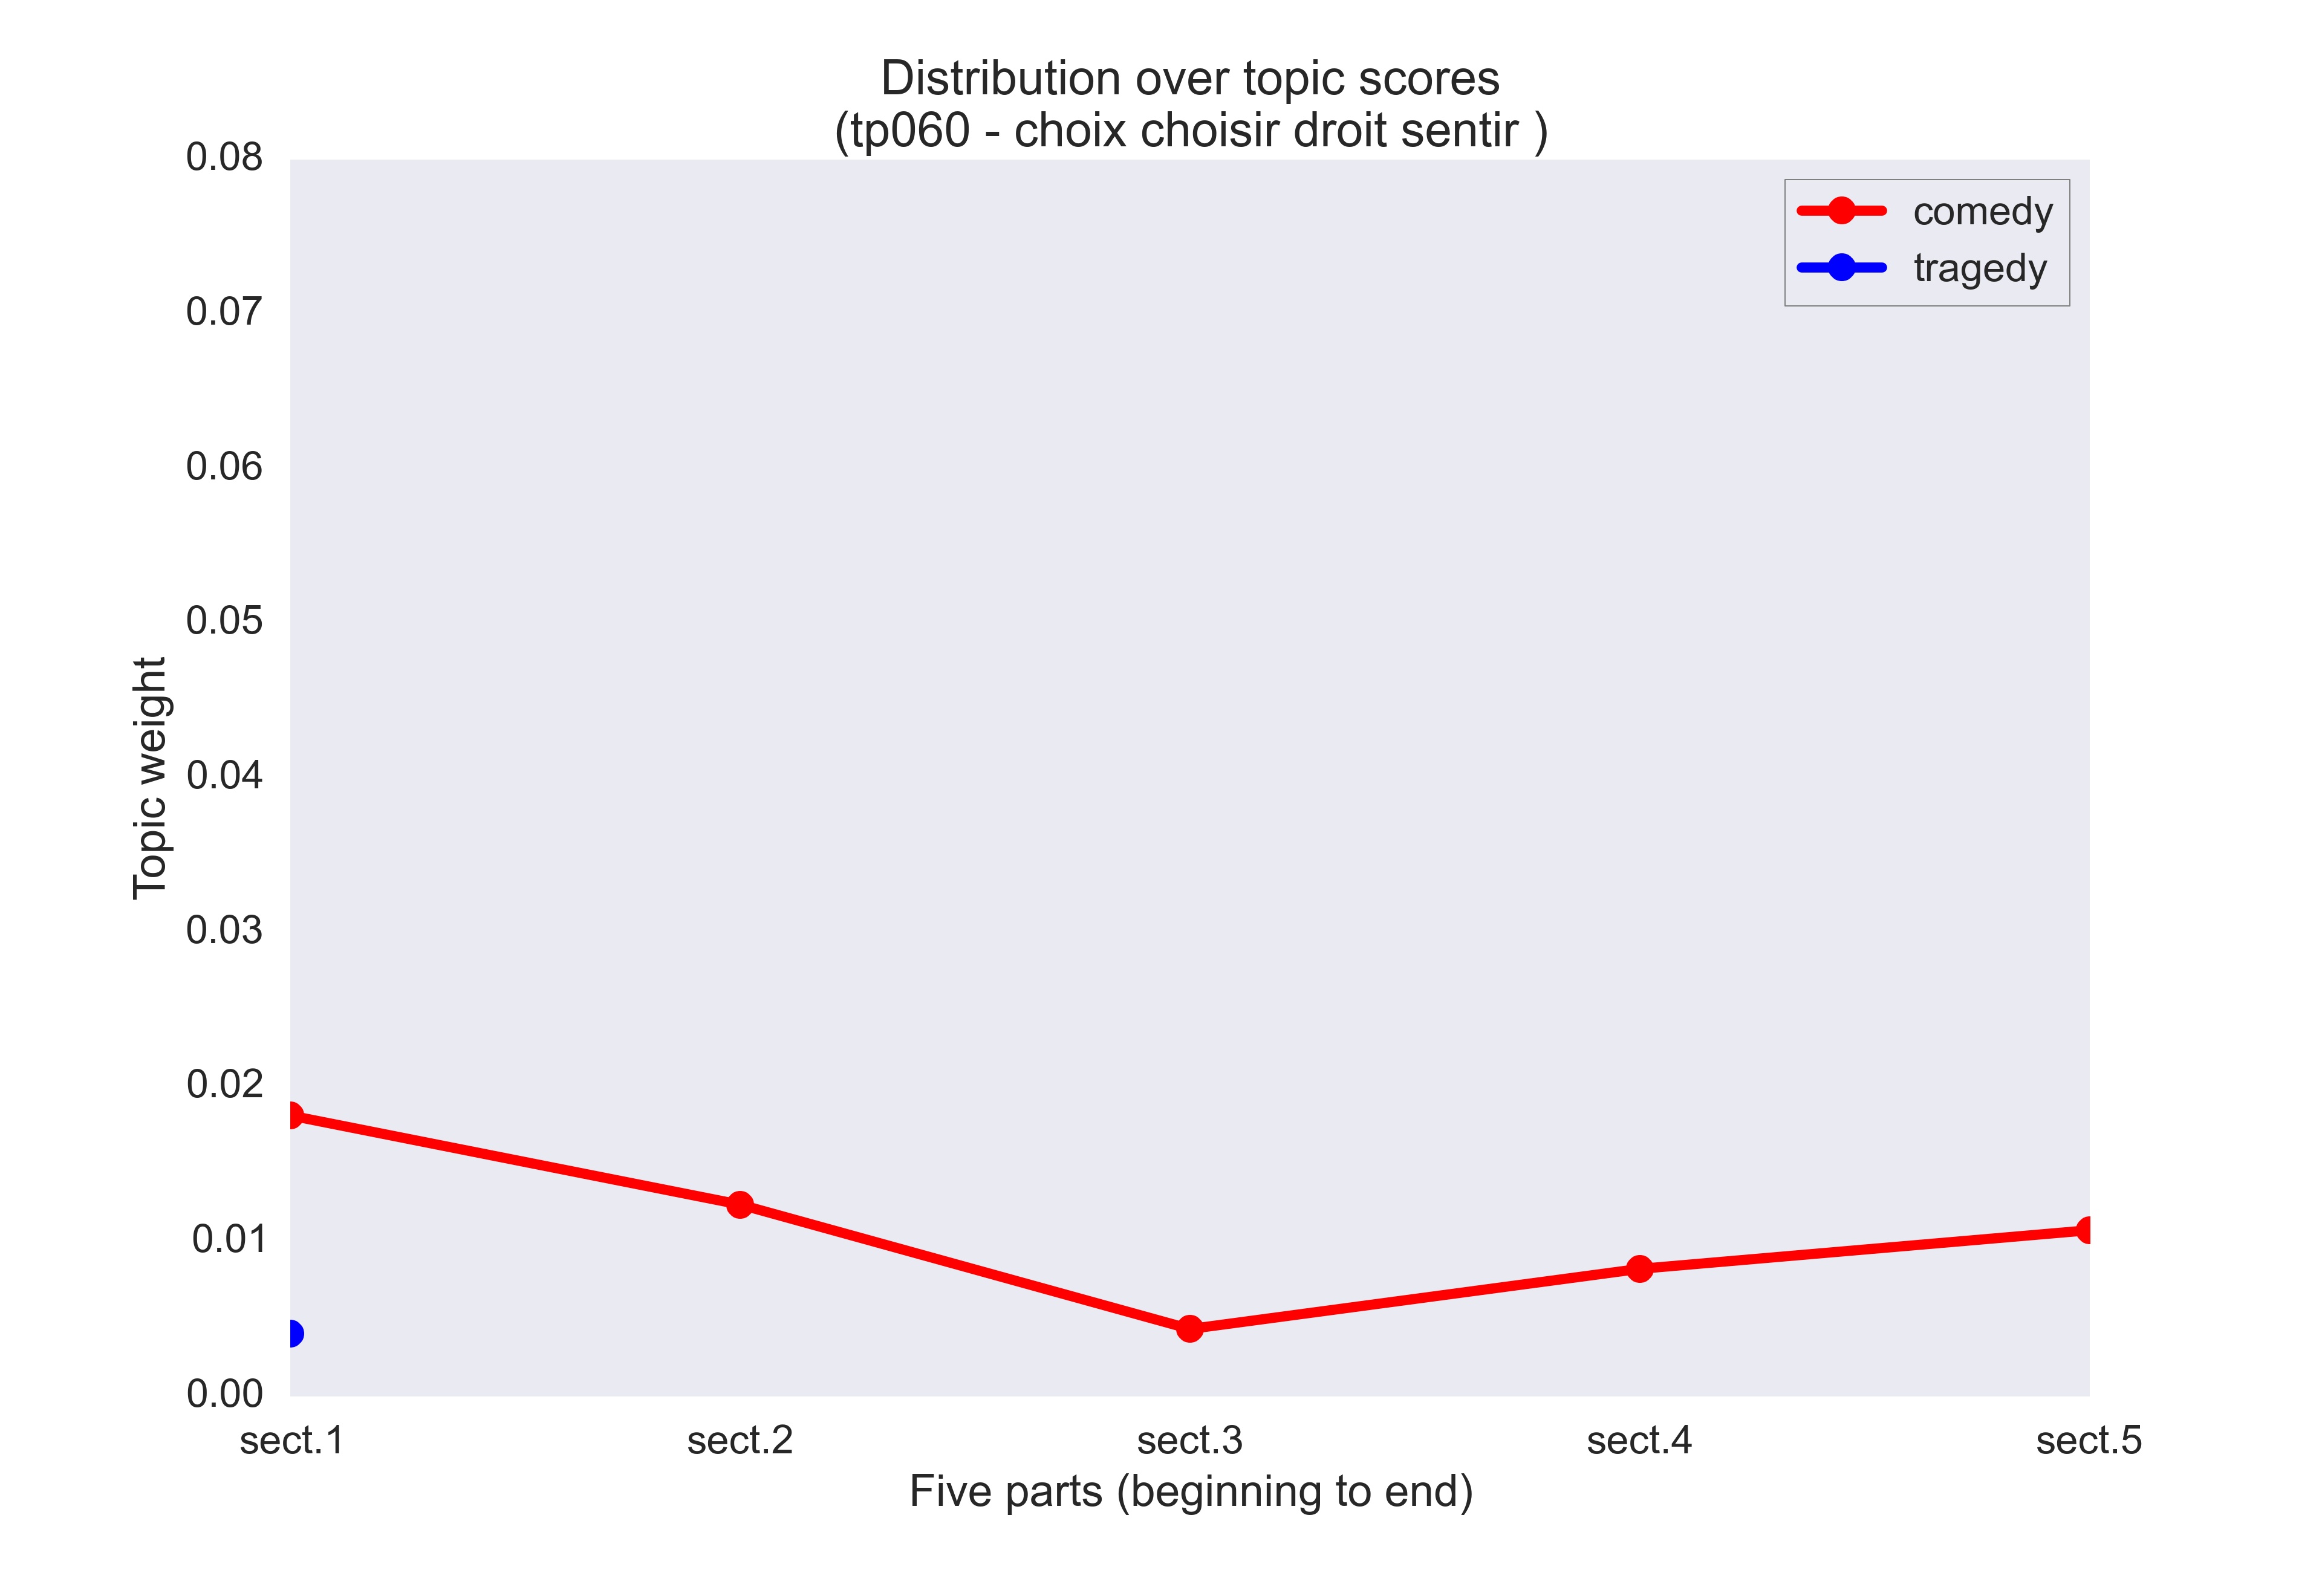 Distribution over topic scores
(tp060 - choix choisir droit sentir )
comedy
tragedy
0.08
0.07
0.06
0.05
0.04
0.03
0.02
0.01
0.00
Topic weight
sect.1
sect.2
sect.3
sect.4
sect.5
Five parts (beginning to end)